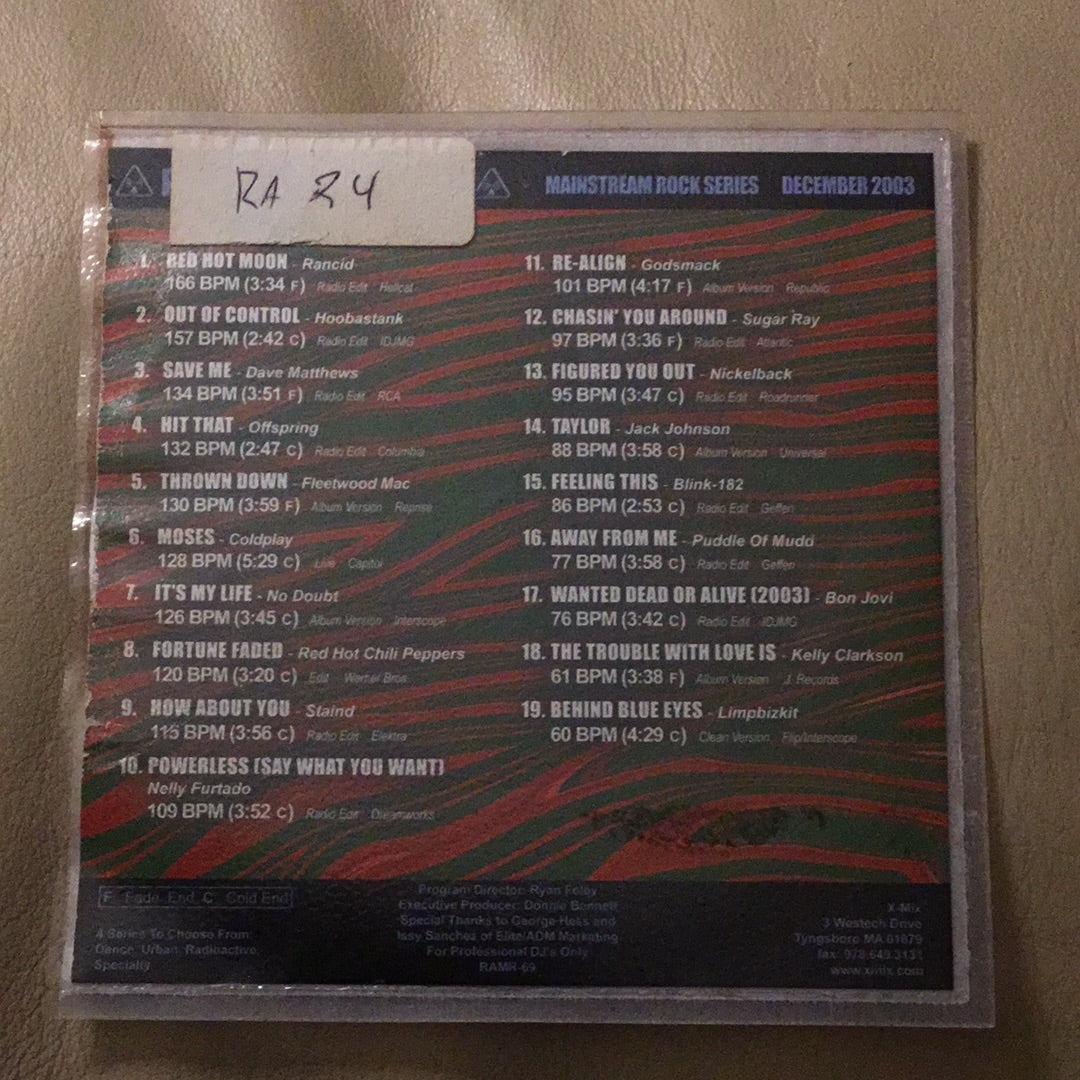 RA 24
MAINSTREAM ROCK SERIES DECEMBER 2003
1. RED HOT MOON - Rancid
166 BPM (3:34 F) Radio Edit Hellcat
2. OUT OF CONTROL - Hoobastank
157 BPM (2:42 C) Radio Edit IDJMG
3. SAVE ME - Dave Matthews
134 BPM (3:51 F) Radio Edit RCA
4. HIT THAT - Offspring
132 BPM (2:47 C) Radio Edit Columbia
5. THROWN DOWN - Fleetwood Mac
130 BPM (3:59 F) Album Version Reprise
6. MOSES - Coldplay
128 BPM (5:29 C) Live Capitol
7. IT'S MY LIFE - No Doubt
126 BPM (3:45 C) Album Version Interscope
8. FORTUNE FADED - Red Hot Chili Peppers
120 BPM (3:20 C) Edit Warner Bros.
9. HOW ABOUT YOU - Staind
BPM (3:56 C) Radio Edit Elektra
10. POWERLESS (SAY WHAT YOU WANT)
Nelly Furtado
109 BPM (3:52 C) Radio Edit Dreamworks
11. RE-ALIGN - Godsmack
101 BPM (4:17 F) Album Version Republic
12. CHASIN' YOU AROUND - Sugar Ray
97 BPM (3:36 F) Radio Edit Atlantic
13. FIGURED YOU OUT - Nickelback
95 BPM (3:47 C) Radio Edit Roadrunner
14. TAYLOR - Jack Johnson
88 BPM (3:58 C) Album Version Universal
15. FEELING THIS - Blink-182
86 BPM (2:53 C) Radio Edit Geffen
16. AWAY FROM ME - Puddle Of Mudd
77 BPM (3:58 C) Radio Edit Geffen
17. WANTED DEAD OR ALIVE (2003) - Bon Jovi
76 BPM (3:42 C) Radio Edit IDJMG
18. THE TROUBLE WITH LOVE IS - Kelly Clarkson
61 BPM (3:38 F) Album Version J. Records
19. BEHIND BLUE EYES - Limpbizkit
60 BPM (4:29 C) Clean Version Flip/Interscope
F Fade End C Cold End
4 Series To Choose From:
Dance, Urban, Radioactive,
Specialty
Program Director: Ryan Foley
Executive Producer: Donnie Bennett
Special Thanks to George Hess and
Issy Sanchez of Elite/ADM Marketing
For Professional DJ's Only
RAMR-69
X-Mix
3 Westech Drive
Tyngsboro MA 01879
fax: 978.649.3131
www.xmix.com